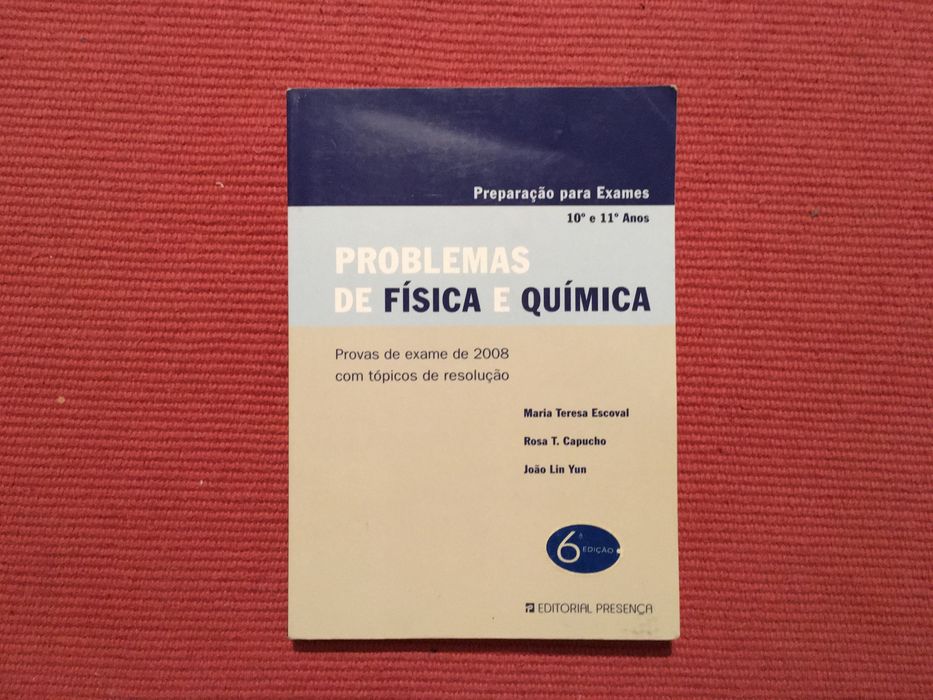 Preparação para Exames
10º e 11º Anos
PROBLEMAS
DE FÍSICA E QUÍMICA
Provas de exame de 2008
com tópicos de resolução
Maria Teresa Escoval
Rosa T. Capucho
João Lin Yun
6ª EDIÇÃO
EDITORIAL PRESENÇA